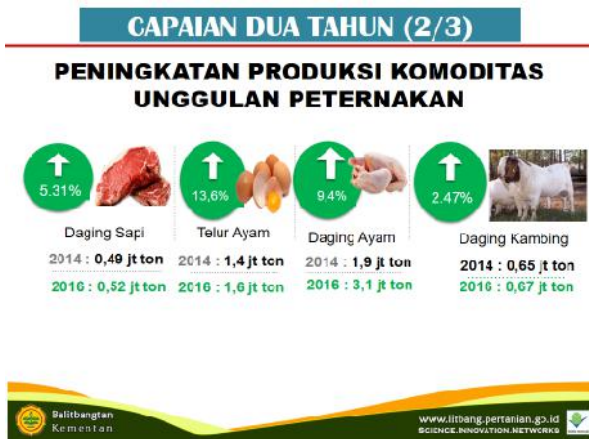 CAPAIAN DUA TAHUN (2/3)
PENINGKATAN PRODUKSI KOMODITAS
UNGGULAN PETERNAKAN
5.31%
Daging Sapi
2014 : 0,49 jt ton
2016 : 0,52 jt ton
13,6%
Telur Ayam
2014 : 1,4 jt ton
2016 : 1,6 jt ton
9,4%
Daging Ayam
2014 : 1,9 jt ton
2016 : 3,1 jt ton
2.47%
Daging Kambing
2014 : 0,65 jt ton
2016 : 0,67 jt ton
Balitbangtan
Kementan
www.litbang.pertanian.go.id
SCIENCE.INNOVATION.NETWORKS